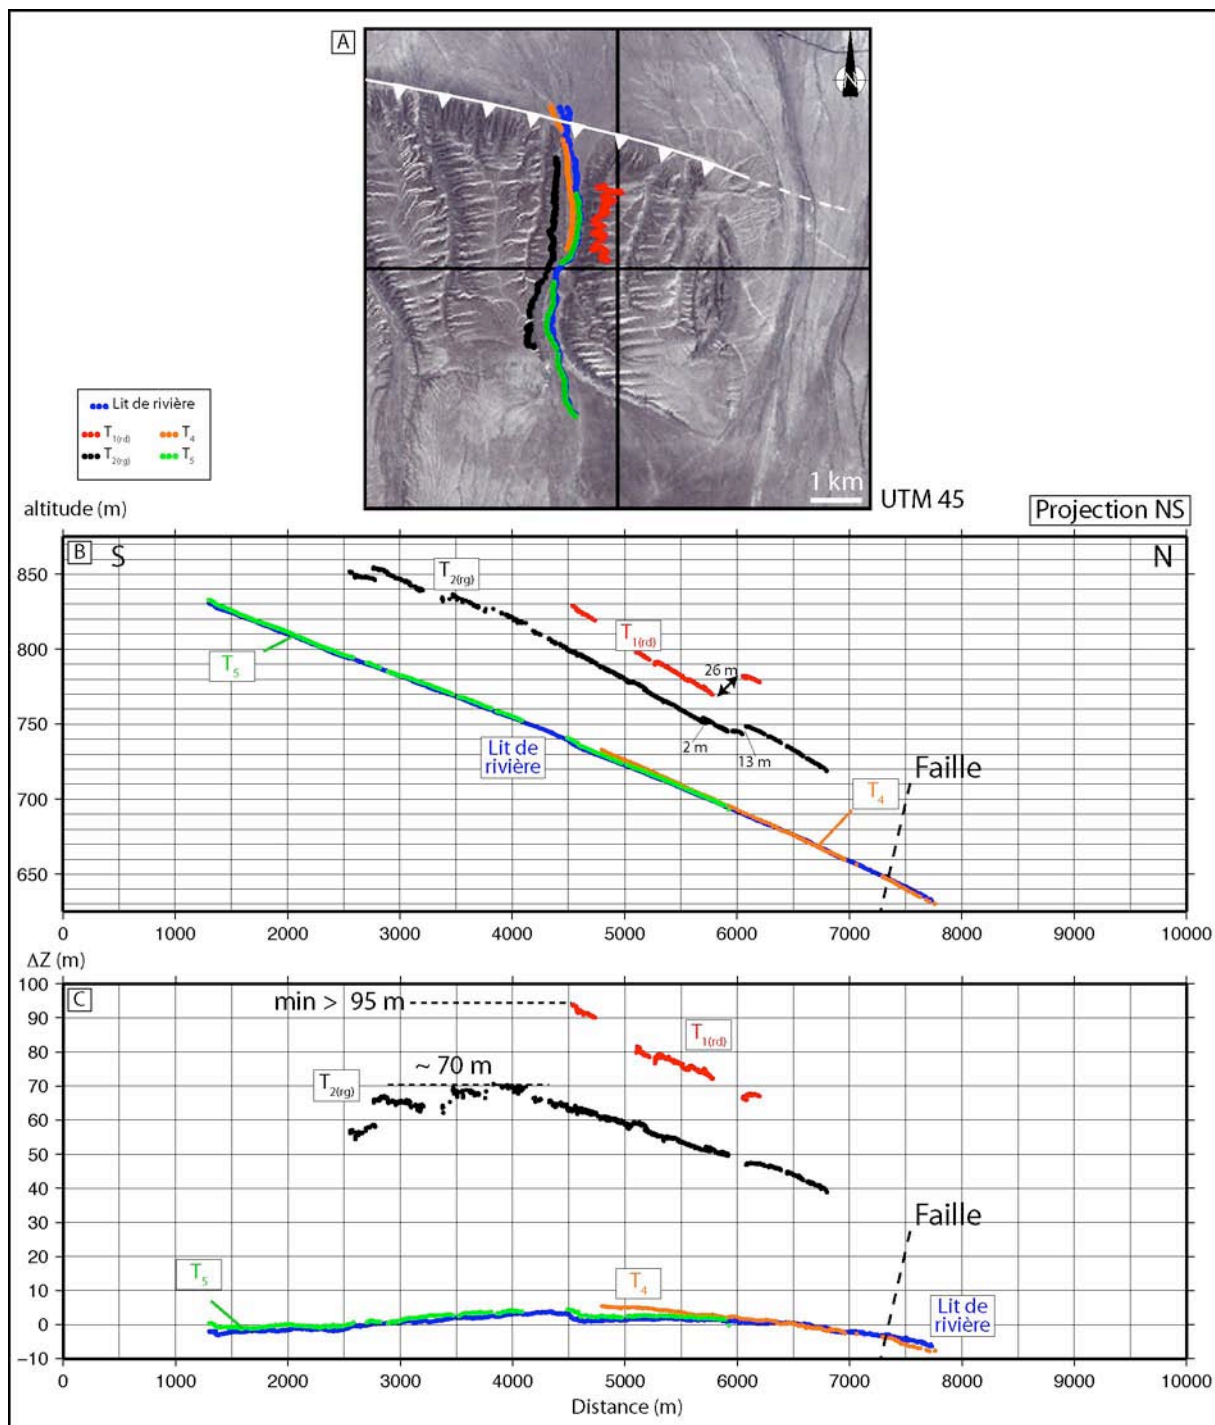 A
N
Lit de rivière
T1(rd)
T4
T2(rg)
T5
1 km
UTM 45
altitude (m)
Projection NS
B
S
N
850
800
750
700
650
T2(rg)
T1(rd)
26 m
T5
Lit de
rivière
2 m
13 m
Faille
T4
0 1000 2000 3000 4000 5000 6000 7000 8000 9000 10000
ΔZ (m)
C
100
90
80
70
60
50
40
30
20
10
0
−10
min > 95 m
T1(rd)
~ 70 m
T2(rg)
Faille
T5
T4
Lit de
rivière
0 1000 2000 3000 4000 5000 6000 7000 8000 9000 10000
Distance (m)